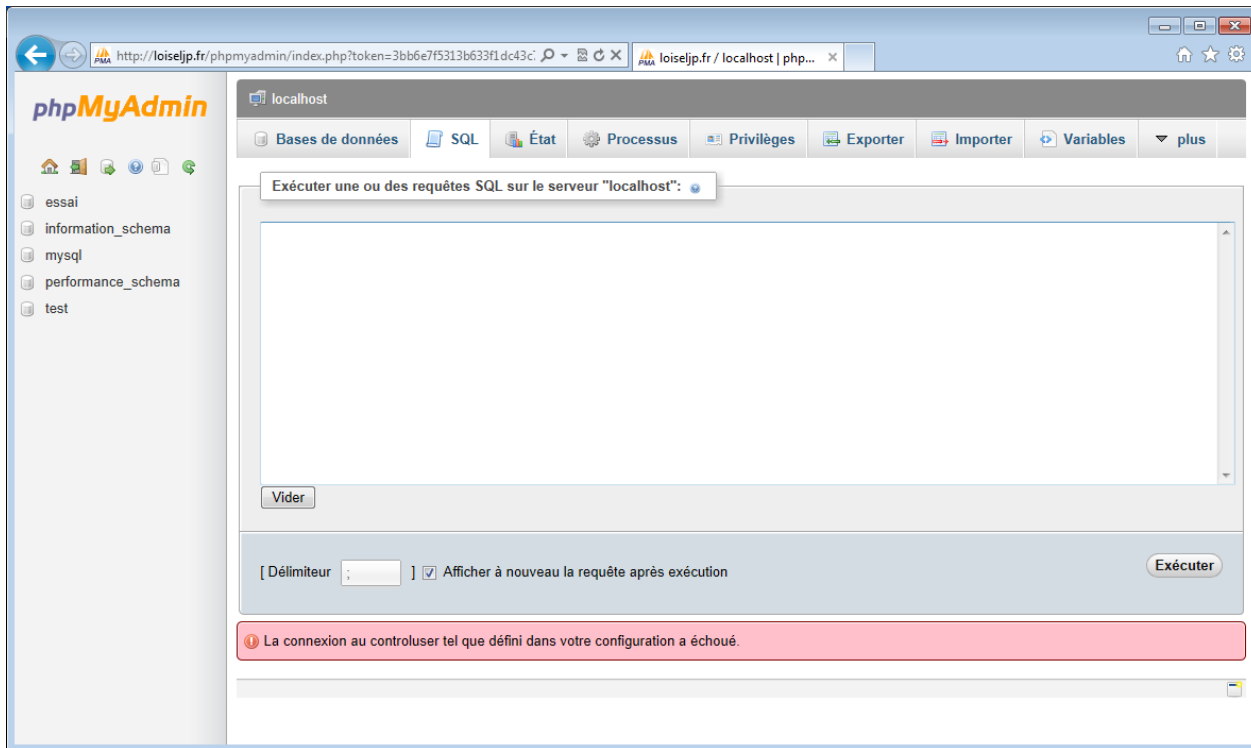 http://loiseljp.fr/phpmyadmin/index.php?token=3bb6e7f5313b633f1dc43c
loiseljp.fr / localhost | php...
phpMyAdmin
localhost
Bases de données SQL État Processus Privilèges Exporter Importer Variables plus
Exécuter une ou des requêtes SQL sur le serveur "localhost":
essai
information_schema
mysql
performance_schema
test
Vider
[ Délimiter ; ] Afficher à nouveau la requête après exécution
Exécuter
La connexion au controluser tel que défini dans votre configuration a échoué.